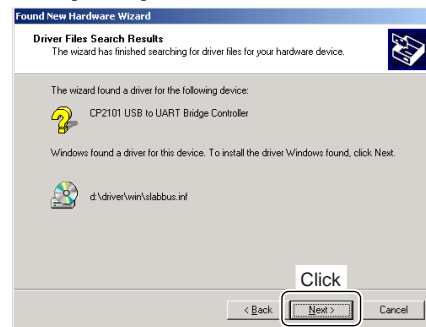 Found New Hardware Wizard
Driver Files Search Results
The wizard has finished searching for driver files for your hardware device.
The wizard found a driver for the following device:
CP2101 USB to UART Bridge Controller
Windows found a driver for this device. To install the driver Windows found, click Next.
d:\driver\win\slabbus.inf
Click
< Back
Next >
Cancel